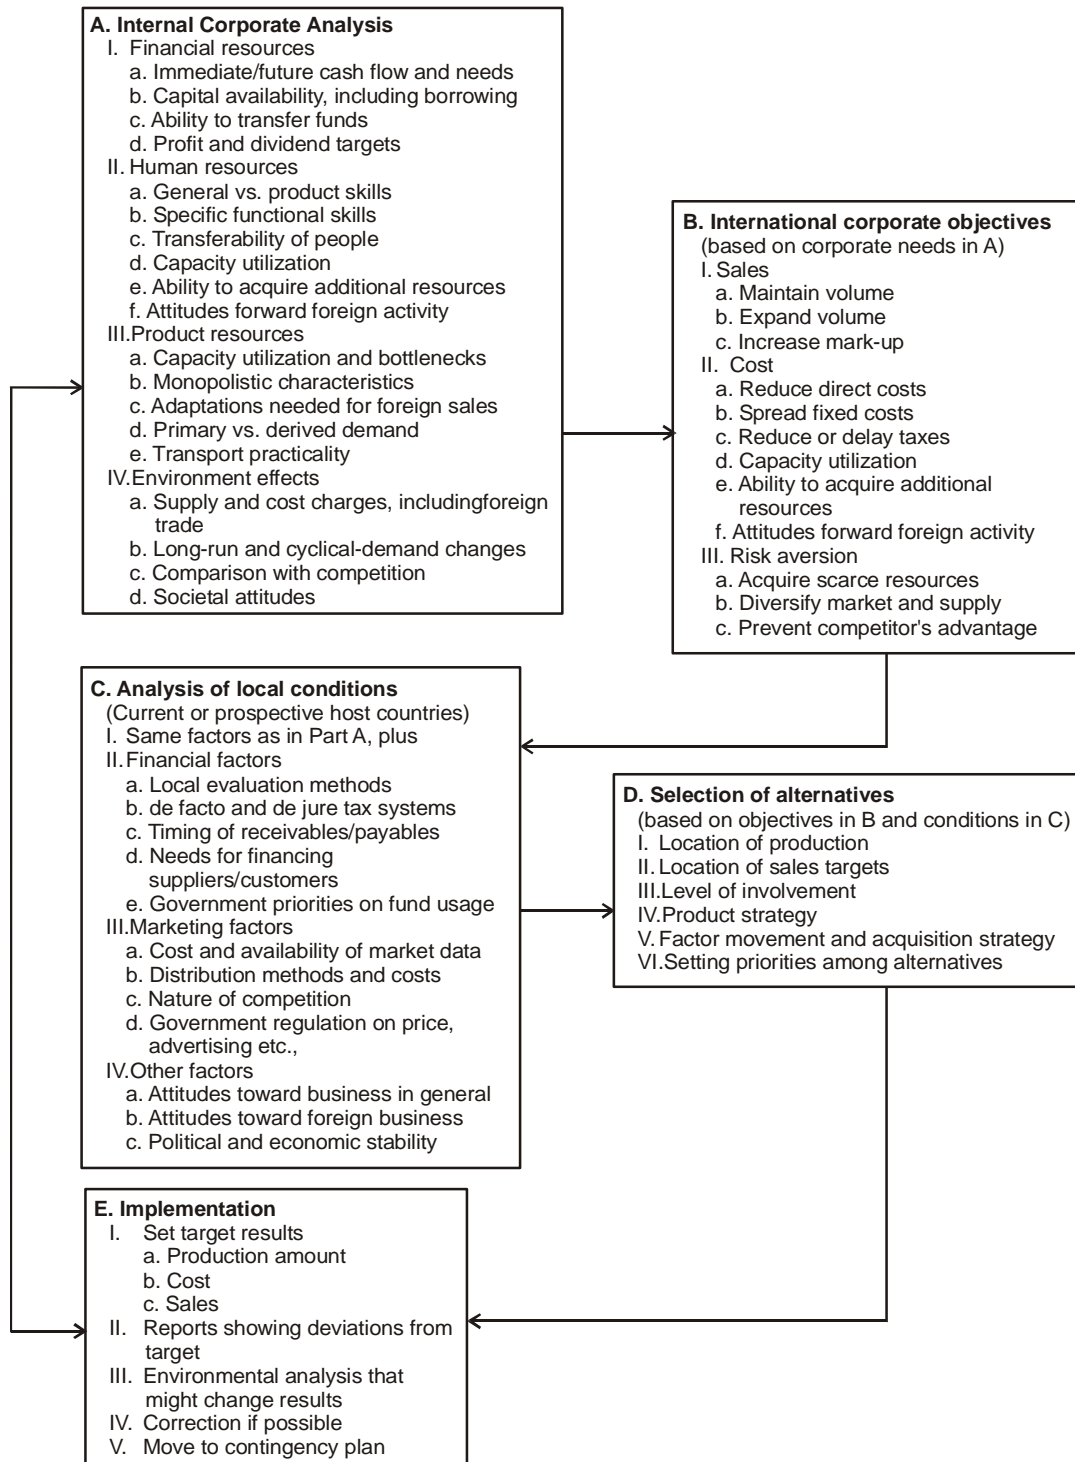 A. Internal Corporate Analysis
I. Financial resources
a. Immediate/future cash flow and needs
b. Capital availability, including borrowing
c. Ability to transfer funds
d. Profit and dividend targets
II. Human resources
a. General vs. product skills
b. Specific functional skills
c. Transferability of people
d. Capacity utilization
e. Ability to acquire additional resources
f. Attitudes forward foreign activity
III.Product resources
a. Capacity utilization and bottlenecks
b. Monopolistic characteristics
c. Adaptations needed for foreign sales
d. Primary vs. derived demand
e. Transport practicality
IV.Environment effects
a. Supply and cost charges, includingforeign
trade
b. Long-run and cyclical-demand changes
c. Comparison with competition
d. Societal attitudes
B. International corporate objectives
(based on corporate needs in A)
I. Sales
a. Maintain volume
b. Expand volume
c. Increase mark-up
II. Cost
a. Reduce direct costs
b. Spread fixed costs
c. Reduce or delay taxes
d. Capacity utilization
e. Ability to acquire additional
resources
f. Attitudes forward foreign activity
III. Risk aversion
a. Acquire scarce resources
b. Diversify market and supply
c. Prevent competitor's advantage
C. Analysis of local conditions
(Current or prospective host countries)
I. Same factors as in Part A, plus
II. Financial factors
a. Local evaluation methods
b. de facto and de jure tax systems
c. Timing of receivables/payables
d. Needs for financing
suppliers/customers
e. Government priorities on fund usage
III.Marketing factors
a. Cost and availability of market data
b. Distribution methods and costs
c. Nature of competition
d. Government regulation on price,
advertising etc.,
IV.Other factors
a. Attitudes toward business in general
b. Attitudes toward foreign business
c. Political and economic stability
D. Selection of alternatives
(based on objectives in B and conditions in C)
I. Location of production
II. Location of sales targets
III.Level of involvement
IV.Product strategy
V. Factor movement and acquisition strategy
VI.Setting priorities among alternatives
E. Implementation
I. Set target results
a. Production amount
b. Cost
c. Sales
II. Reports showing deviations from
target
III. Environmental analysis that
might change results
IV. Correction if possible
V. Move to contingency plan